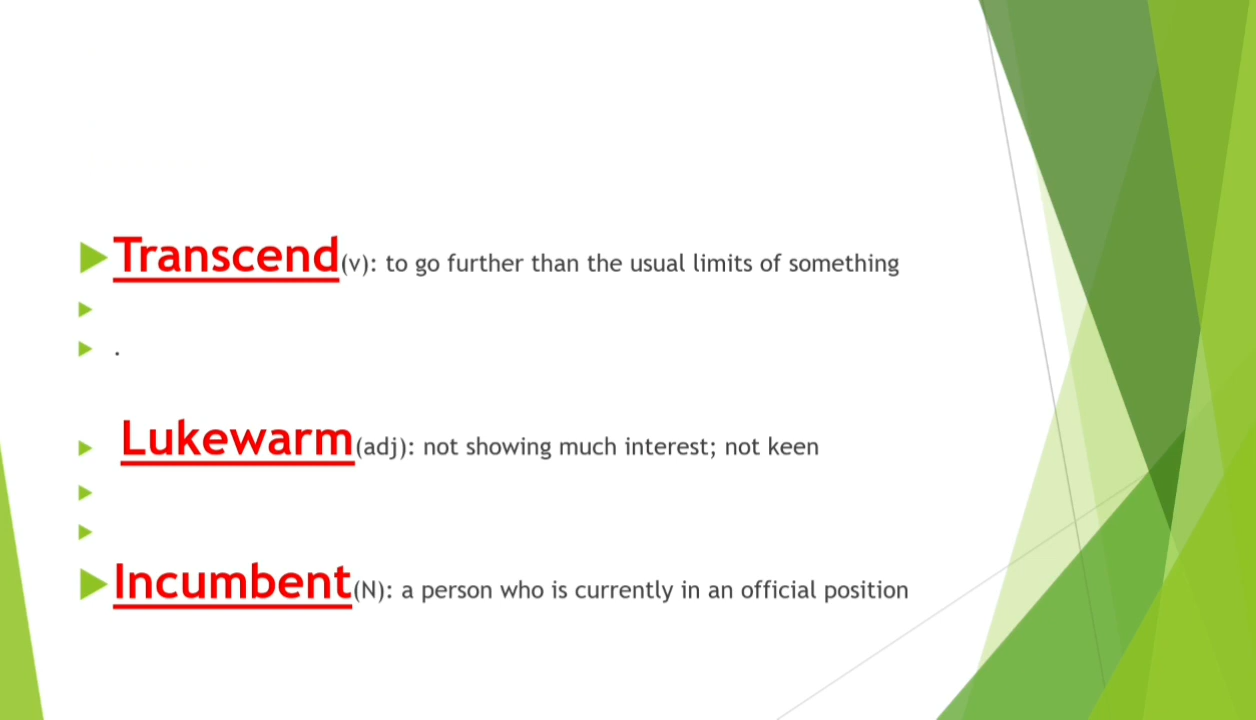 Transcend(v): to go further than the usual limits of something
.
Lukewarm(adj): not showing much interest; not keen
Incumbent(N): a person who is currently in an official position